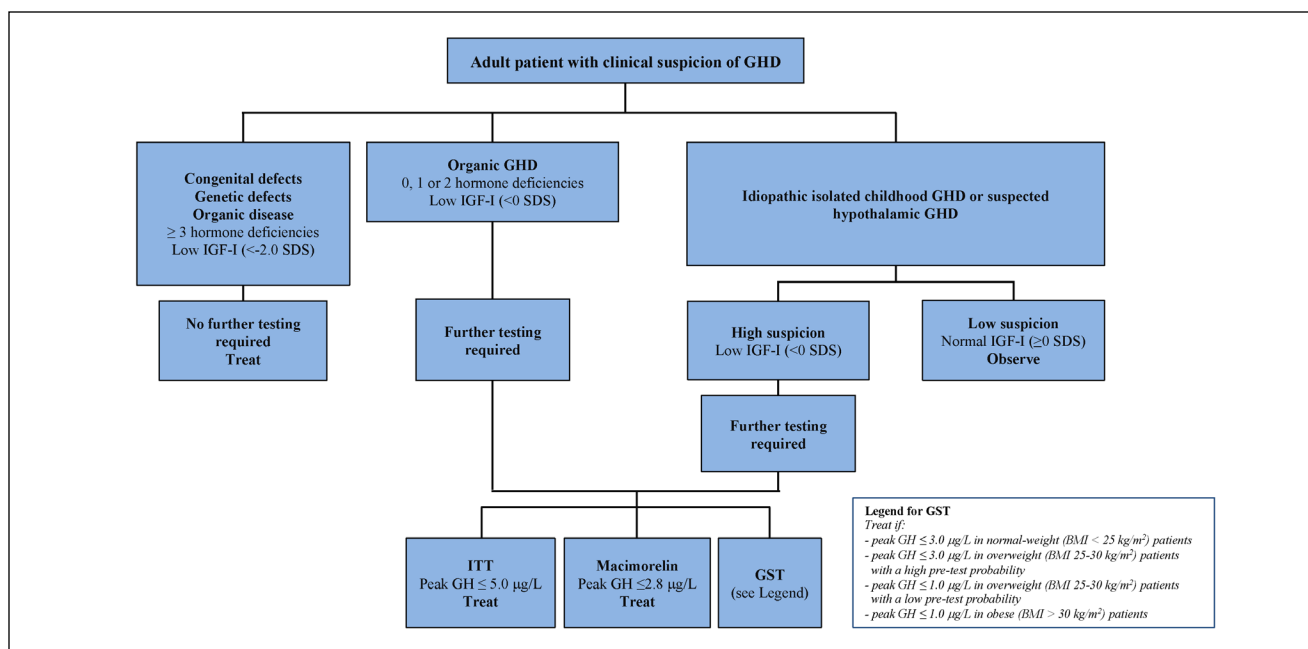 Adult patient with clinical suspicion of GHD
Congenital defects
Genetic defects
Organic disease
≥ 3 hormone deficiencies
Low IGF-I (<-2.0 SDS)
Organic GHD
0, 1 or 2 hormone deficiencies
Low IGF-I (<0 SDS)
Idiopathic isolated childhood GHD or suspected
hypothalamic GHD
No further testing
required
Treat
Further testing
required
High suspicion
Low IGF-I (<0 SDS)
Low suspicion
Normal IGF-I (≥0 SDS)
Observe
Further testing
required
ITT
Peak GH ≤ 5.0 μg/L
Treat
Macimorelin
Peak GH ≤2.8 μg/L
Treat
GST
(see Legend)
Legend for GST
Treat if:
- peak GH ≤ 3.0 μg/L in normal-weight (BMI < 25 kg/m²) patients
- peak GH ≤ 3.0 μg/L in overweight (BMI 25-30 kg/m²) patients
with a high pre-test probability
- peak GH ≤ 1.0 μg/L in overweight (BMI 25-30 kg/m²) patients
with a low pre-test probability
- peak GH ≤ 1.0 μg/L in obese (BMI > 30 kg/m²) patients